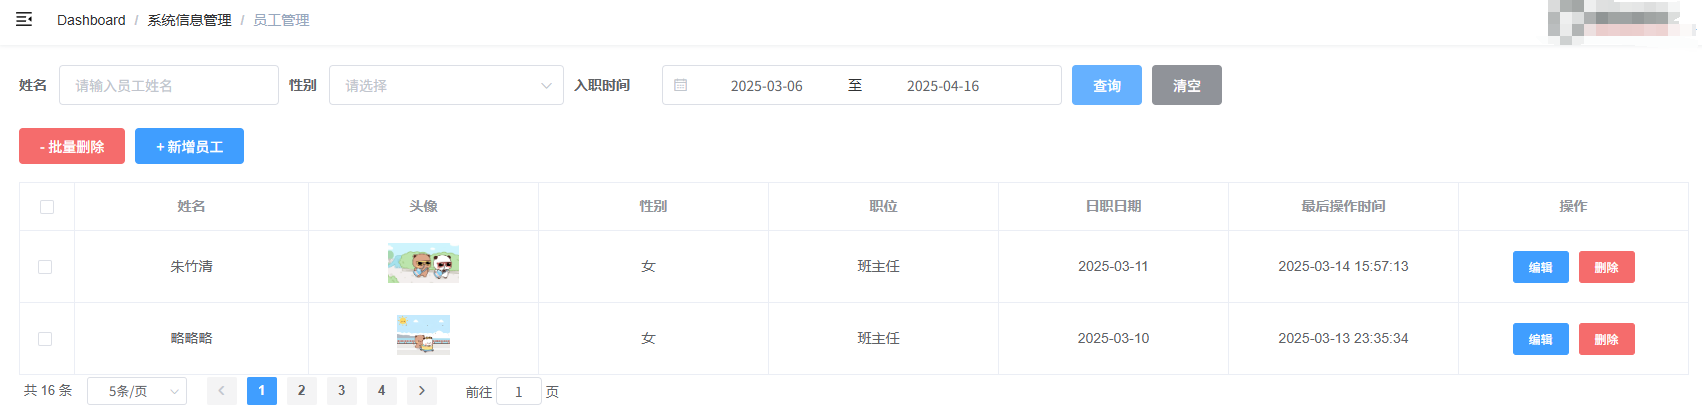 Dashboard / 系统信息管理 / 员工管理
姓名 请输入员工姓名 性别 请选择 入职时间 2025-03-06 至 2025-04-16 查询 清空
- 批量删除 + 新增员工
姓名 头像 性别 职位 日职日期 最后操作时间 操作
朱竹清 女 班主任 2025-03-11 2025-03-14 15:57:13 编辑 删除
略略略 女 班主任 2025-03-10 2025-03-13 23:35:34 编辑 删除
共 16 条 5条/页 1 2 3 4 前往 1 页